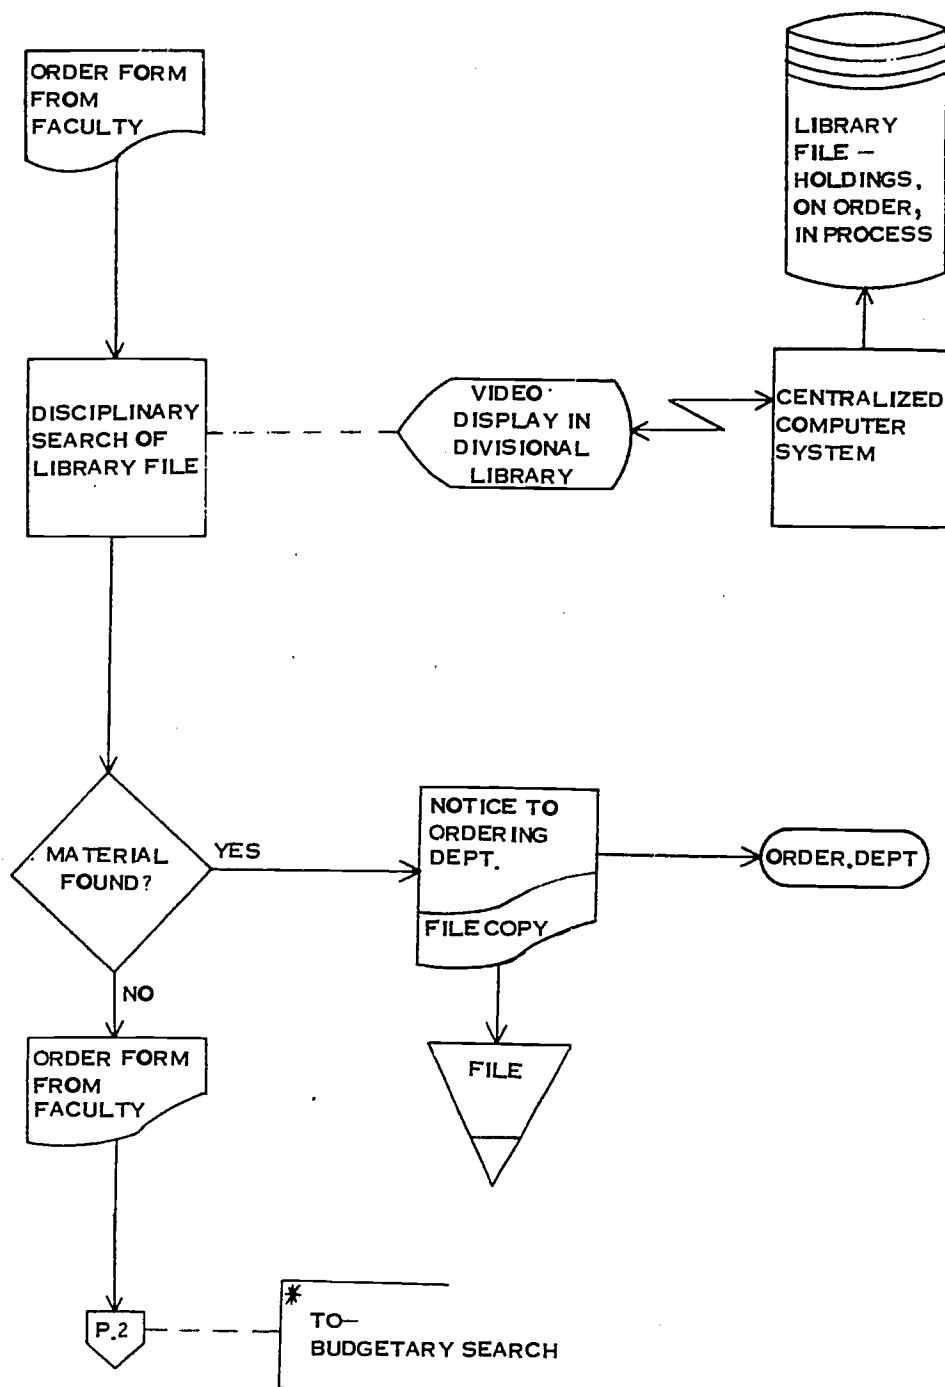 ORDER FORM
FROM
FACULTY
LIBRARY
FILE —
HOLDINGS,
ON ORDER,
IN PROCESS
DISCIPLINARY
SEARCH OF
LIBRARY FILE
VIDEO
DISPLAY IN
DIVISIONAL
LIBRARY
CENTRALIZED
COMPUTER
SYSTEM
MATERIAL
FOUND?
YES
NOTICE TO
ORDERING
DEPT.
FILE COPY
ORDER.DEPT
NO
ORDER FORM
FROM
FACULTY
FILE
P.2
*
TO—
BUDGETARY SEARCH